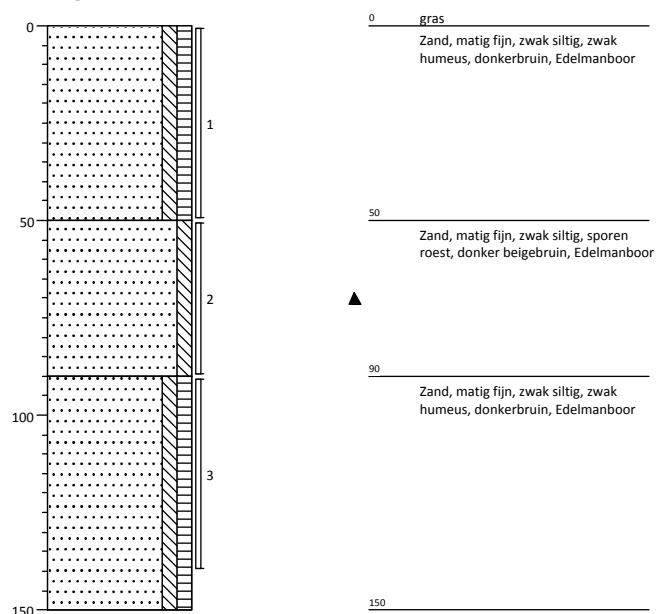 0
1
50
2
100
3
150
0 gras
Zand, matig fijn, zwak siltig, zwak
humeus, donkerbruin, Edelmanboor
50
Zand, matig fijn, zwak siltig, sporen
roest, donker beigebruin, Edelmanboor
90
Zand, matig fijn, zwak siltig, zwak
humeus, donkerbruin, Edelmanboor
150